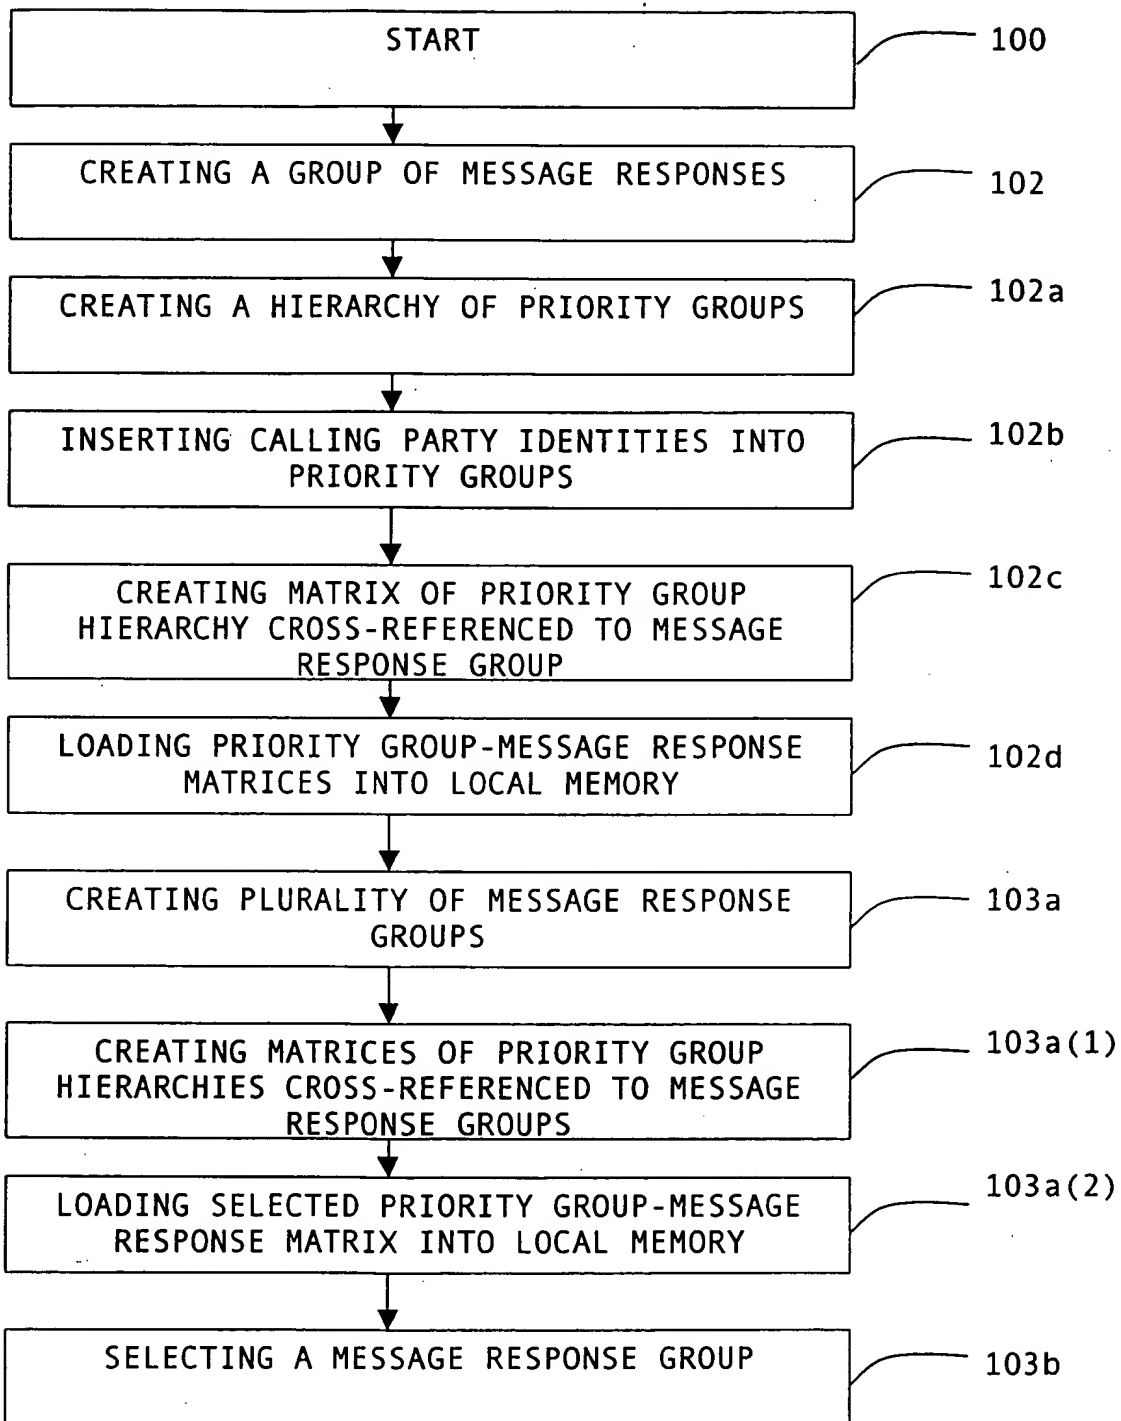 START
100
CREATING A GROUP OF MESSAGE RESPONSES
102
CREATING A HIERARCHY OF PRIORITY GROUPS
102a
INSERTING CALLING PARTY IDENTITIES INTO
PRIORITY GROUPS
102b
CREATING MATRIX OF PRIORITY GROUP
HIERARCHY CROSS-REFERENCED TO MESSAGE
RESPONSE GROUP
102c
LOADING PRIORITY GROUP-MESSAGE RESPONSE
MATRICES INTO LOCAL MEMORY
102d
CREATING PLURALITY OF MESSAGE RESPONSE
GROUPS
103a
CREATING MATRICES OF PRIORITY GROUP
HIERARCHIES CROSS-REFERENCED TO MESSAGE
RESPONSE GROUPS
103a(1)
LOADING SELECTED PRIORITY GROUP-MESSAGE
RESPONSE MATRIX INTO LOCAL MEMORY
103a(2)
SELECTING A MESSAGE RESPONSE GROUP
103b